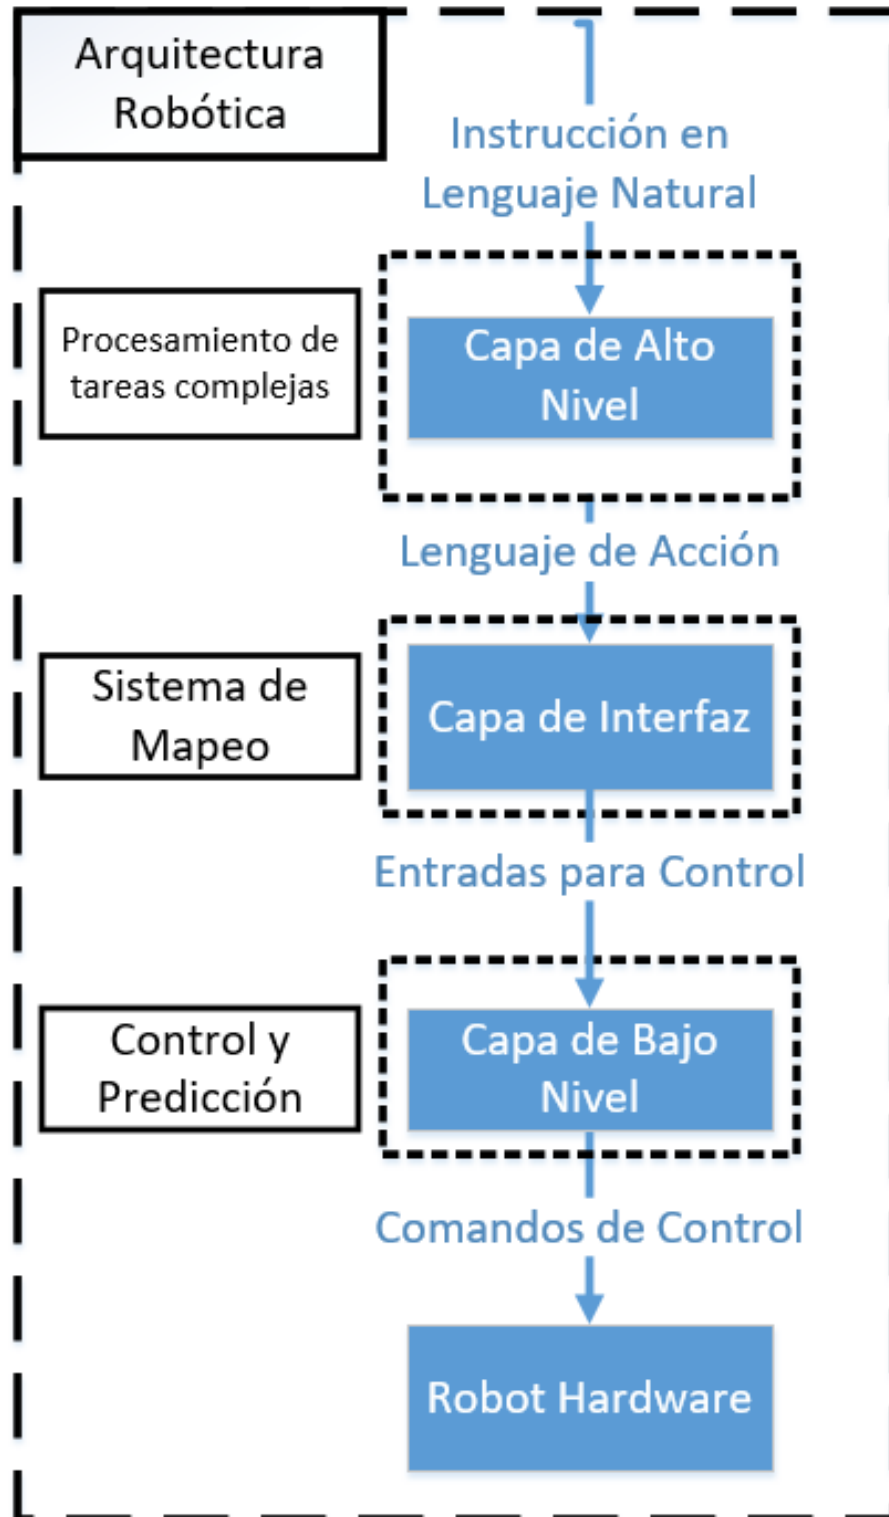 Arquitectura
Robótica
Instrucción en
Lenguaje Natural
Procesamiento de
tareas complejas
Capa de Alto
Nivel
Lenguaje de Acción
Sistema de
Mapeo
Capa de Interfaz
Entradas para Control
Control y
Predicción
Capa de Bajo
Nivel
Comandos de Control
Robot Hardware